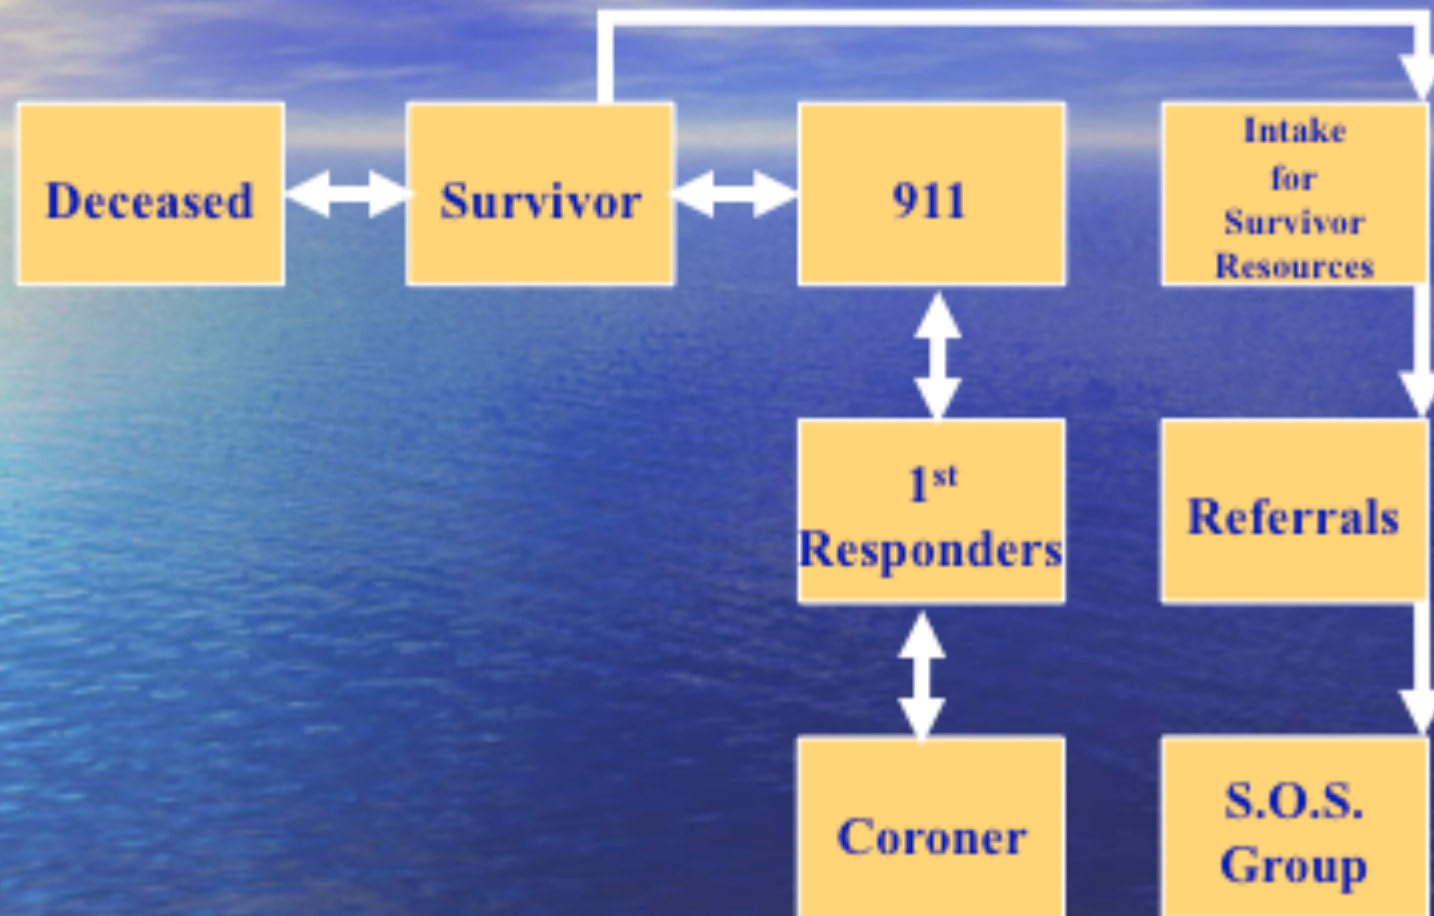 Deceased
Survivor
911
Intake
for
Survivor
Resources
1st
Responders
Referrals
Coroner
S.O.S.
Group